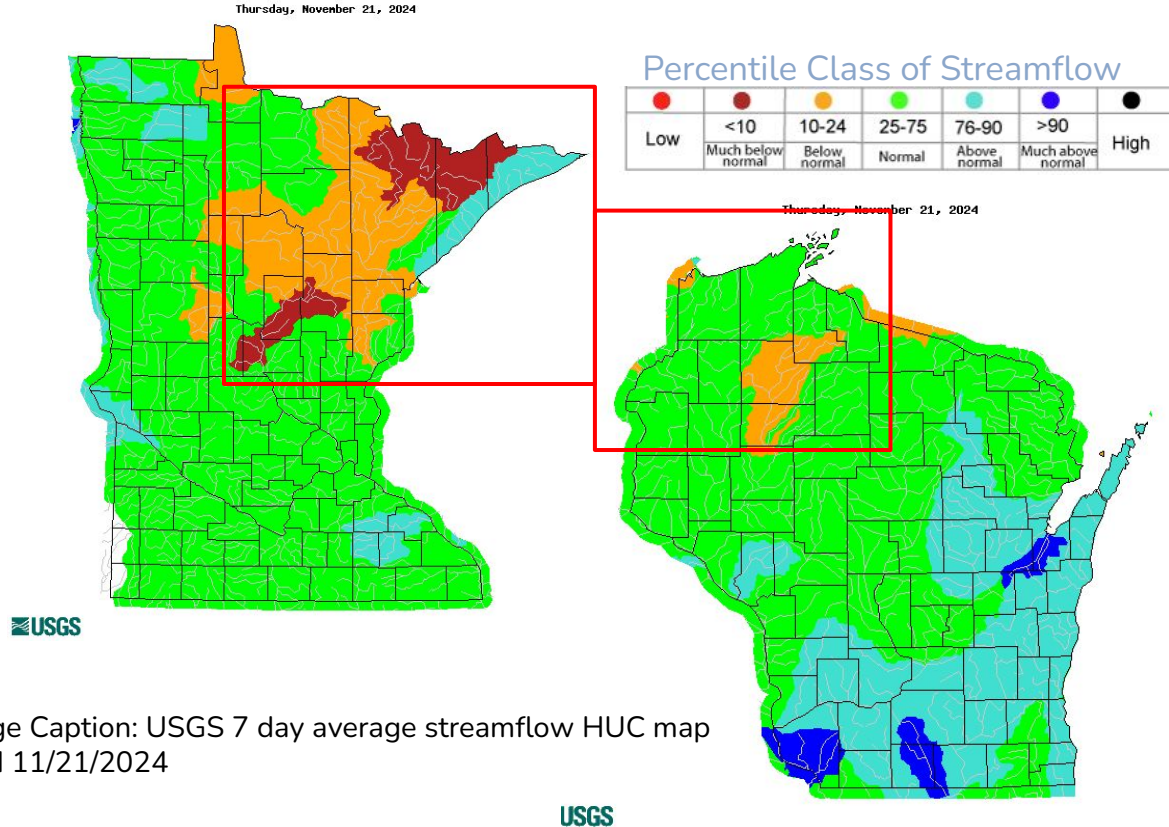 Thursday, November 21, 2024
Percentile Class of Streamflow
Low
<10
10-24
25-75
76-90
>90
High
Much below normal
Below normal
Normal
Above normal
Much above normal
Thursday, November 21, 2024
USGS
ge Caption: USGS 7 day average streamflow HUC map
11/21/2024
USGS